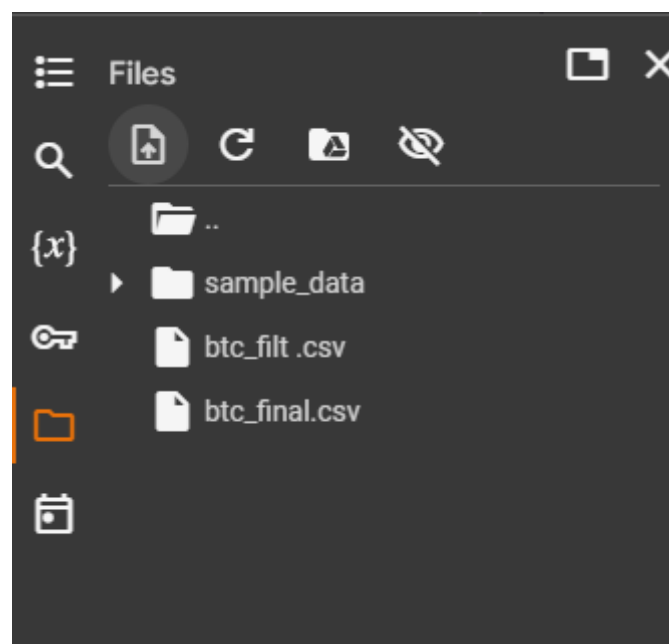 Files
{x}
..
sample_data
btc_filt .csv
btc_final.csv